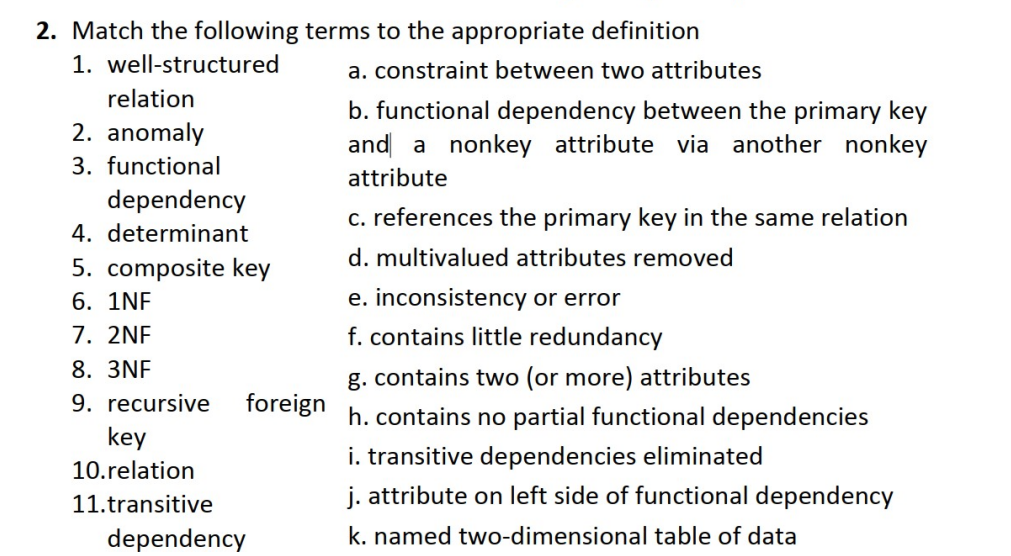 2. Match the following terms to the appropriate definition
1. well-structured
relation
2. anomaly
3. functional
dependency
4. determinant
5. composite key
6. 1NF
7. 2NF
8. 3NF
9. recursive foreign
key
10.relation
11.transitive
dependency
a. constraint between two attributes
b. functional dependency between the primary key
and a nonkey attribute via another nonkey
attribute
c. references the primary key in the same relation
d. multivalued attributes removed
e. inconsistency or error
f. contains little redundancy
g. contains two (or more) attributes
h. contains no partial functional dependencies
i. transitive dependencies eliminated
j. attribute on left side of functional dependency
k. named two-dimensional table of data